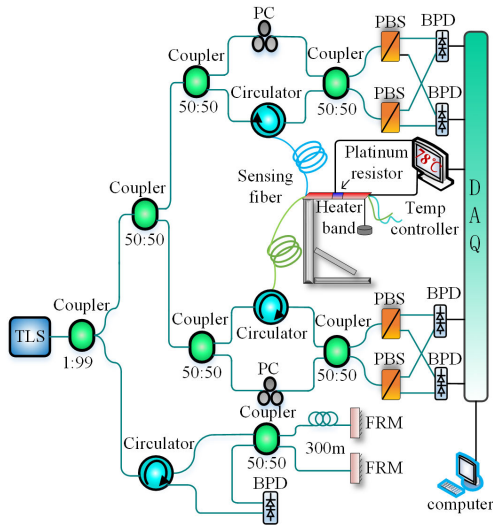 PC
PBS
BPD
Coupler
Coupler
50:50
Circulator
50:50
PBS
BPD
Sensing
fiber
Platinum
resistor
78℃
Heater
band
Temp
controller
DAQ
Coupler
50:50
Coupler
1:99
TLS
Coupler
50:50
Circulator
Coupler
50:50
PBS
BPD
PBS
BPD
PC
Coupler
50:50
Circulator
BPD
300m
FRM
FRM
computer